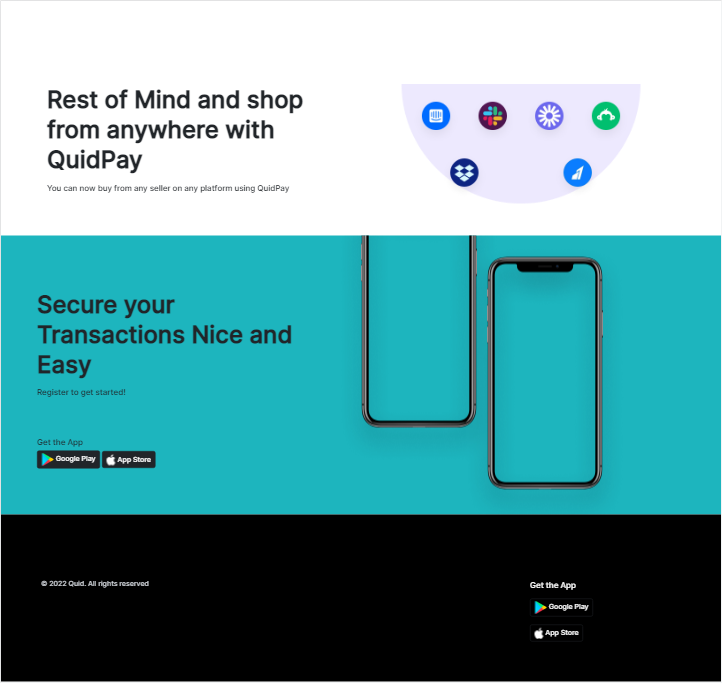 Rest of Mind and shop
from anywhere with
QuidPay
You can now buy from any seller on any platform using QuidPay
Secure your
Transactions Nice and
Easy
Register to get started!
Get the App
Google Play
App Store
© 2022 Quid. All rights reserved
Get the App
Google Play
App Store